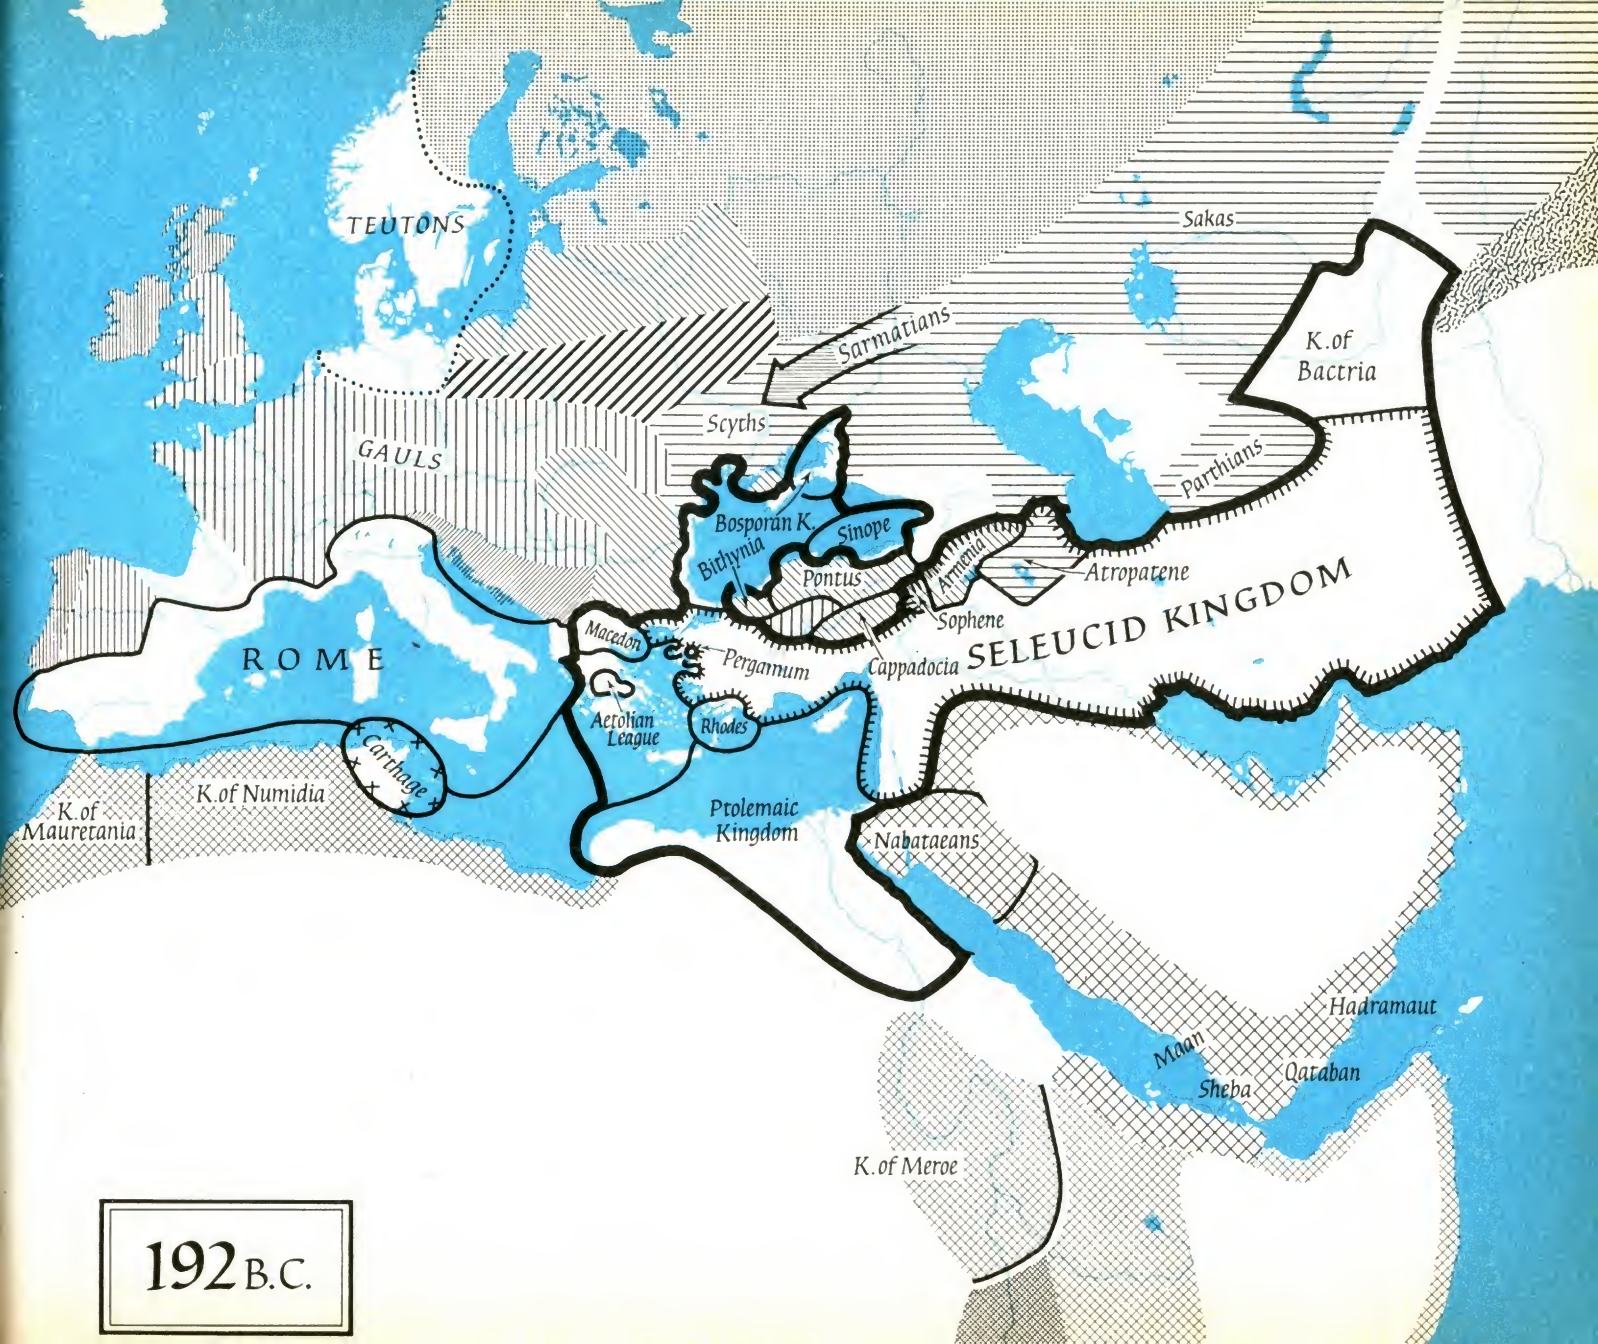 TEUTONS
Sakas
K. of
Bactria
Sarmatians
Scyths
GAULS
Parthians
Bosporan K.
Sinope
Bithynia
Armenia
Pontus
Atropatene
Sophene
SELEUCID KINGDOM
Macedon
ROME
Pergamum
Cappadocia
Aetolian
League
Rhodes
Carthage
K. of Numidia
K. of
Mauretania
Ptolemaic
Kingdom
Nabataeans
Hadramaut
Maan
Qataban
Sheba
K. of Meroe
192 B.C.